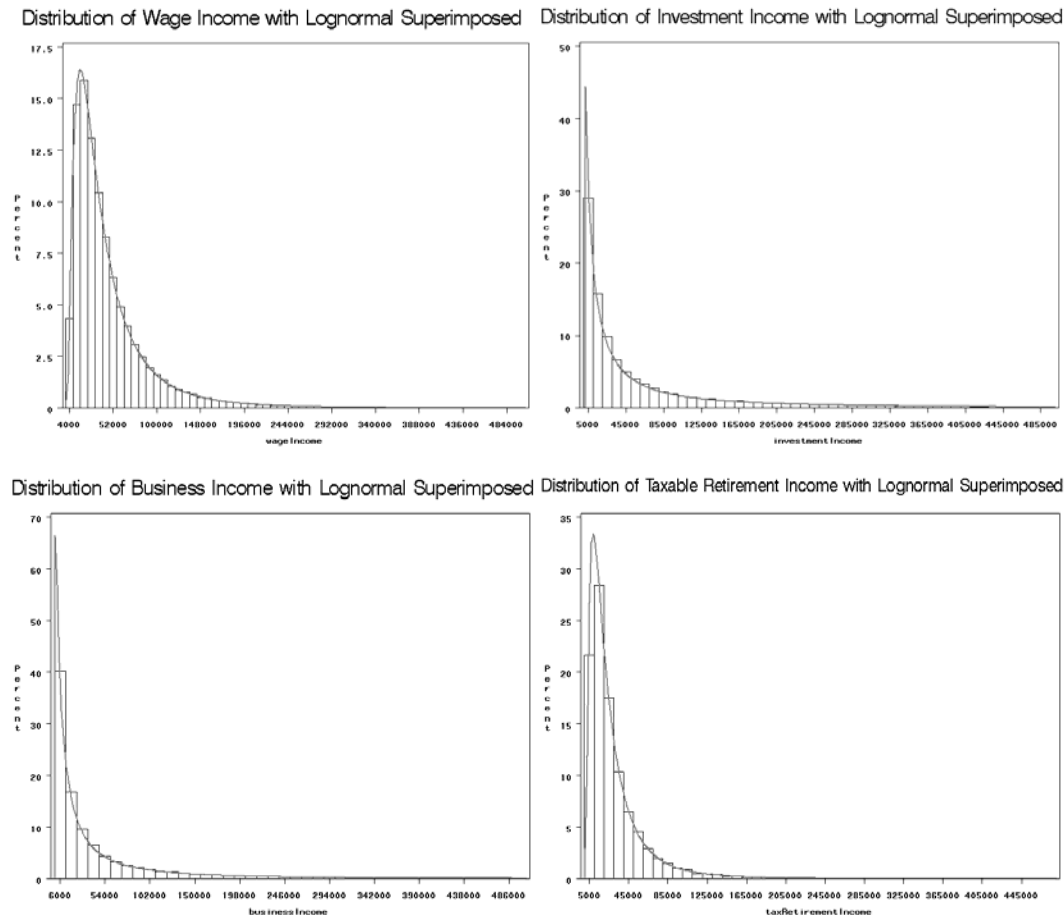 Distribution of Wage Income with Lognormal Superimposed
17.5
15.0
12.5
10.0
7.5
5.0
2.5
0
Percent
4000 52000 100000 148000 196000 244000 292000 340000 388000 436000 484000
wageIncome
Distribution of Investment Income with Lognormal Superimposed
50
40
30
20
10
0
Percent
5000 45000 85000 125000 165000 205000 245000 285000 325000 365000 405000 445000 485000
investmentIncome
Distribution of Business Income with Lognormal Superimposed
70
60
50
40
30
20
10
0
Percent
6000 54000 102000 150000 198000 246000 294000 342000 390000 438000 486000
businessIncome
Distribution of Taxable Retirement Income with Lognormal Superimposed
35
30
25
20
15
10
5
0
Percent
5000 45000 85000 125000 165000 205000 245000 285000 325000 365000 405000 445000
taxRetirementIncome